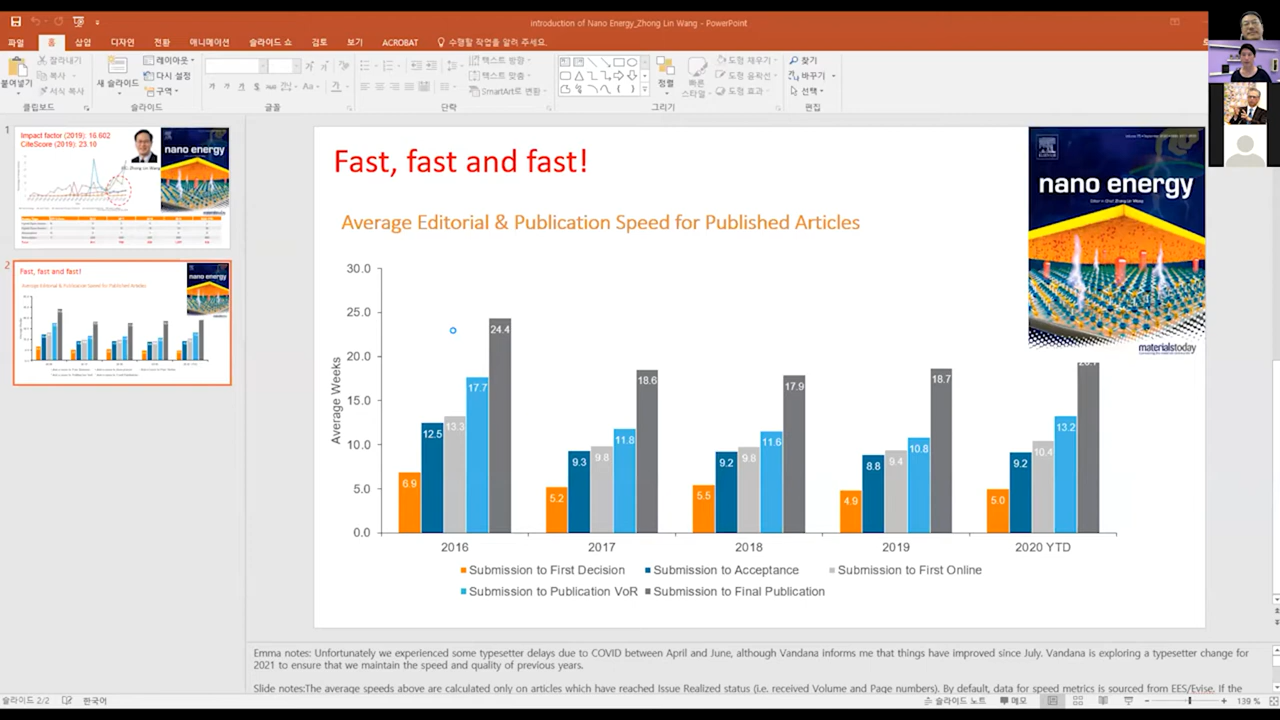 introduction of Nano Energy_Zhong Lin Wang - PowerPoint
파일 홈 삽입 디자인 전환 애니메이션 슬라이드 쇼 검토 보기 ACROBAT 수행할 작업을 알려 주세요.
붙여넣기
잘라내기
복사
서식 복사
클립보드
새 슬라이드
레이아웃
다시 설정
구역
슬라이드
글꼴
텍스트 방향
텍스트 맞춤
SmartArt로 변환
단락
정렬
빠른 스타일
도형 채우기
도형 윤곽선
도형 효과
그리기
찾기
바꾸기
선택
편집
1
Impact factor (2019): 16.602
CiteScore (2019): 23.10
nano energy
2
Fast, fast and fast!
Average Editorial & Publication Speed for Published Articles
nano energy
Fast, fast and fast!
Average Editorial & Publication Speed for Published Articles
nano energy
materialstoday
Average Weeks
30.0
25.0
20.0
15.0
10.0
5.0
0.0
6.9 12.5 13.3 17.7 24.4
5.2 9.3 9.8 11.8 18.6
5.5 9.2 9.8 11.6 17.9
4.9 8.8 9.4 10.8 18.7
5.0 9.2 10.4 13.2
2016 2017 2018 2019 2020 YTD
Submission to First Decision Submission to Acceptance Submission to First Online
Submission to Publication VoR Submission to Final Publication
Emma notes: Unfortunately we experienced some typesetter delays due to COVID between April and June, although Vandana informs me that things have improved since July. Vandana is exploring a typesetter change for
2021 to ensure that we maintain the speed and quality of previous years.
Slide notes:The average speeds above are calculated only on articles which have reached Issue Realized status (i.e. received Volume and Page numbers). By default, data for speed metrics is sourced from EES/Evise. If the
슬라이드 2/2 한국어 슬라이드 노트 메모 139 %